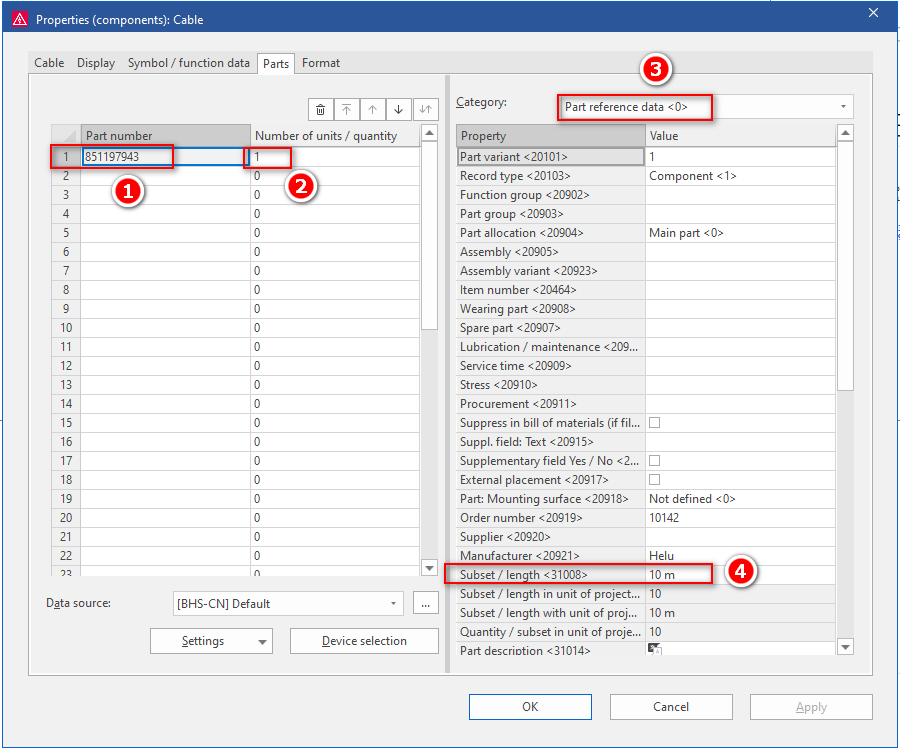 Properties (components): Cable
Cable Display Symbol / function data Parts Format
3
Category: Part reference data <0>
Part number Number of units / quantity
1 851197943 1
2 0
3 0
4 0
5 0
6 0
7 0
8 0
9 0
10 0
11 0
12 0
13 0
14 0
15 0
16 0
17 0
18 0
19 0
20 0
21 0
22 0
23 0
1
2
Property Value
Part variant <20101> 1
Record type <20103> Component <1>
Function group <20902>
Part group <20903>
Part allocation <20904> Main part <0>
Assembly <20905>
Assembly variant <20923>
Item number <20464>
Wearing part <20908>
Spare part <20907>
Lubrication / maintenance <209...
Service time <20909>
Stress <20910>
Procurement <20911>
Suppress in bill of materials (if fil...
Suppl. field: Text <20915>
Supplementary field Yes / No <2...
External placement <20917>
Part: Mounting surface <20918> Not defined <0>
Order number <20919> 10142
Supplier <20920>
Manufacturer <20921> Helu
Subset / length <31008> 10 m
4
Subset / length in unit of project... 10
Subset / length with unit of proj... 10 m
Quantity / subset in unit of proje... 10
Part description <31014>
Data source: [BHS-CN] Default ...
Settings Device selection
OK Cancel Apply